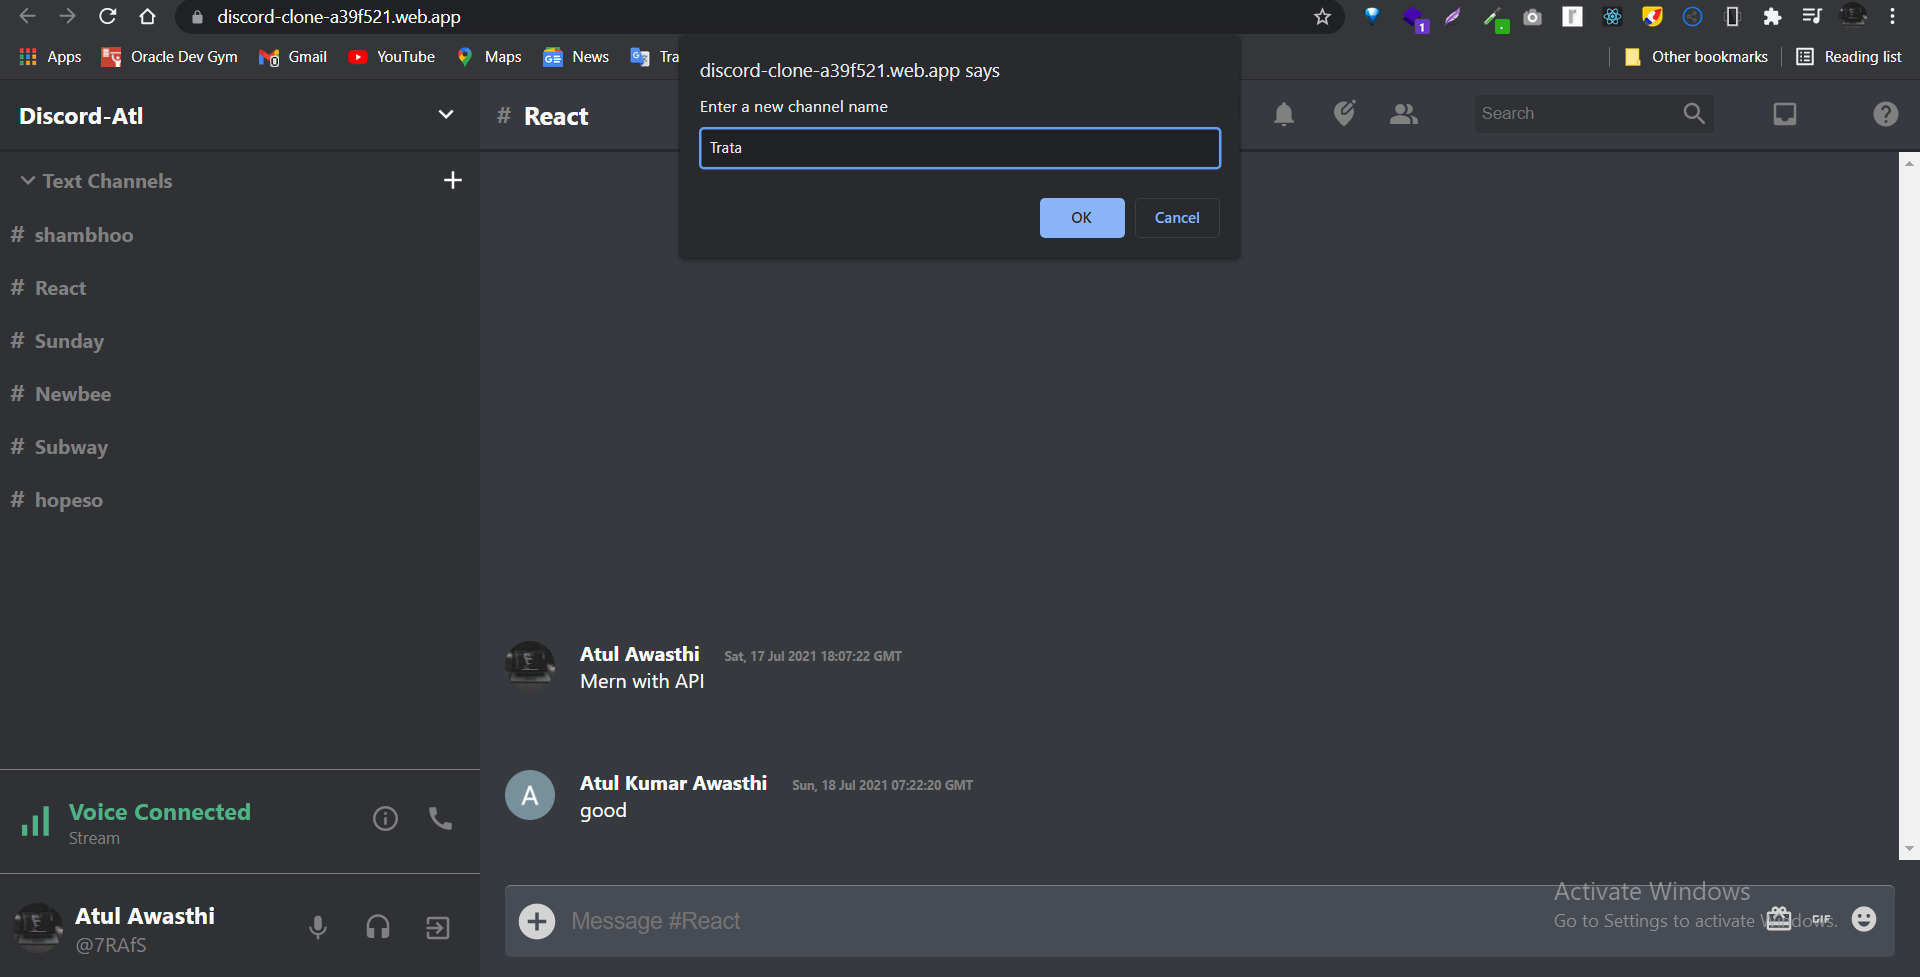 discord-clone-a39f521.web.app
1
Apps
Oracle Dev Gym
Gmail
YouTube
Maps
News
Tra
Other bookmarks
Reading list
discord-clone-a39f521.web.app says
Enter a new channel name
Trata
OK
Cancel
Discord-Atl
# React
Search
Text Channels
# shambhoo
# React
# Sunday
# Newbee
# Subway
# hopeso
Atul Awasthi Sat, 17 Jul 2021 18:07:22 GMT
Mern with API
A
Atul Kumar Awasthi Sun, 18 Jul 2021 07:22:20 GMT
good
Voice Connected
Stream
Atul Awasthi
@7RAfS
Message #React
GIF
Activate Windows
Go to Settings to activate Windows.